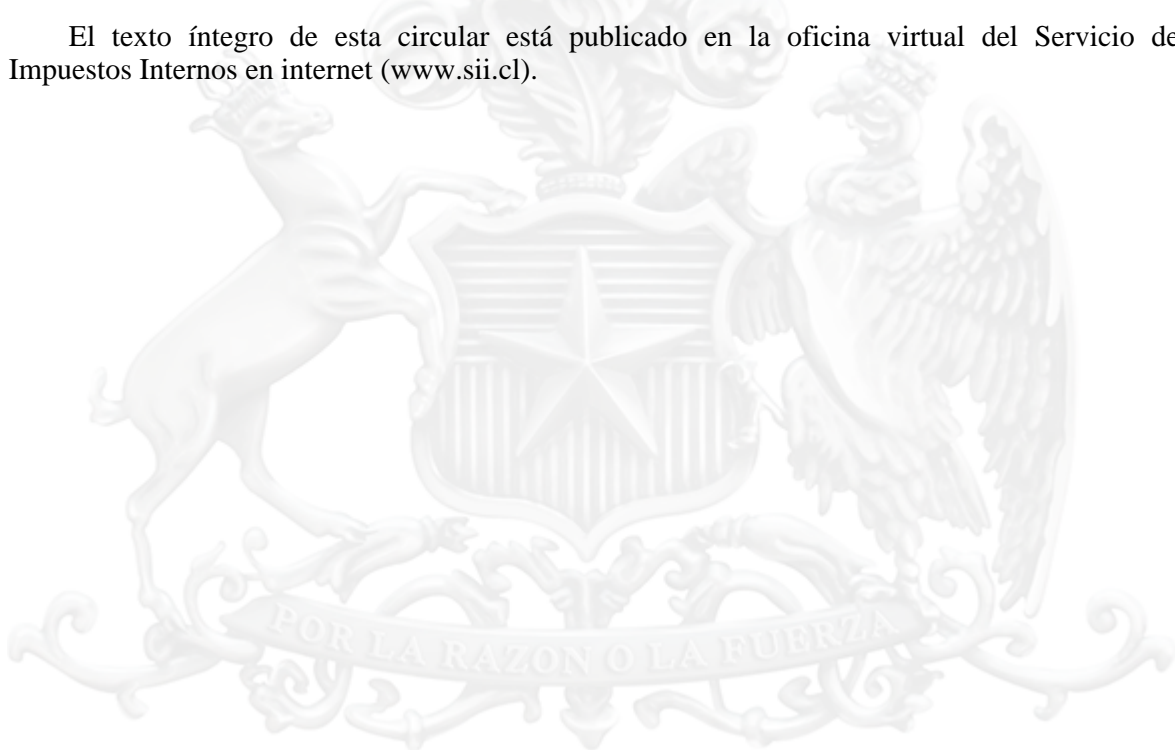 El texto íntegro de esta circular está publicado en la oficina virtual del Servicio de
Impuestos Internos en internet (www.sii.cl).
POR LA RAZON O LA FUERZA